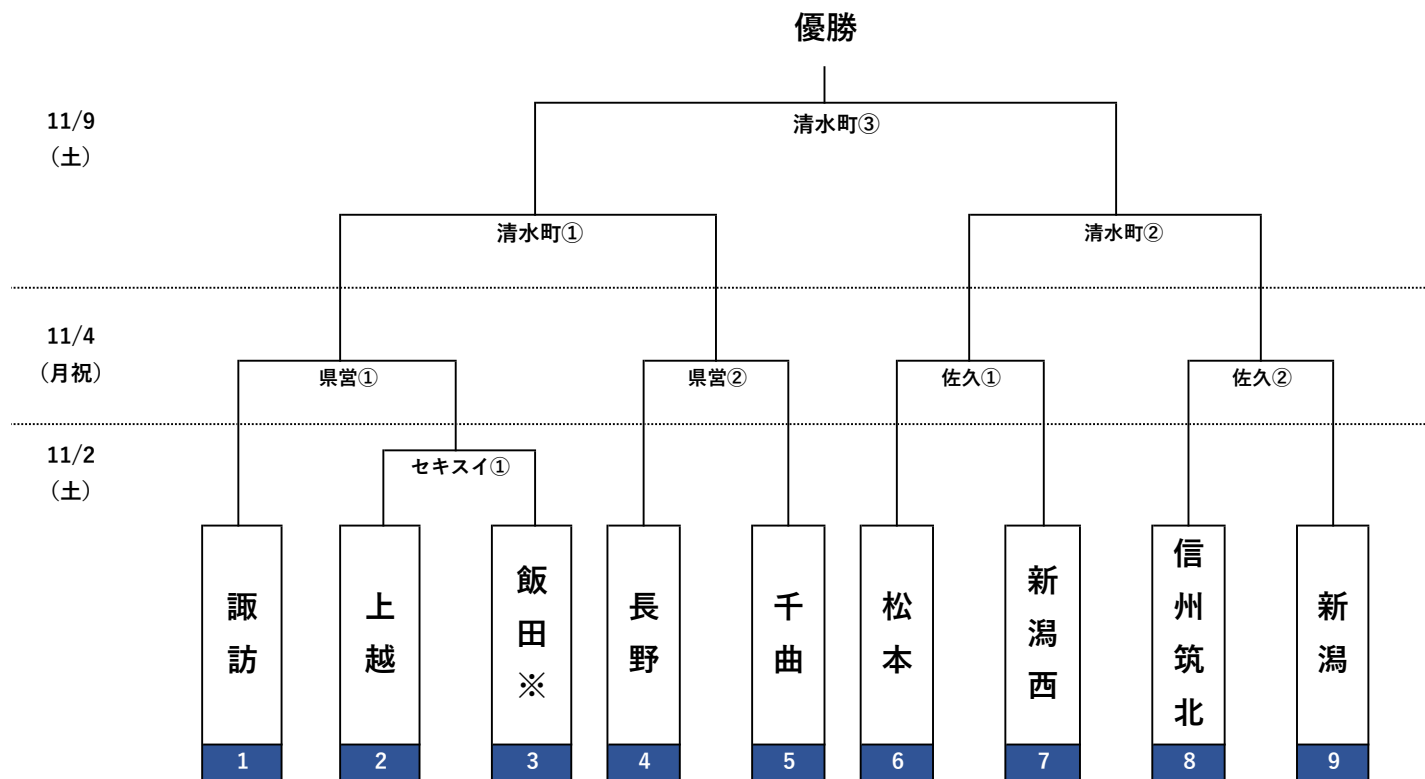 優勝
11/9
（土）
清水町③
清水町①
清水町②
11/4
（月祝）
県営①
県営②
佐久①
佐久②
11/2
（土）
セキスイ①
諏訪
上越
飯田※
長野
千曲
松本
新潟西
信州筑北
新潟
1
2
3
4
5
6
7
8
9